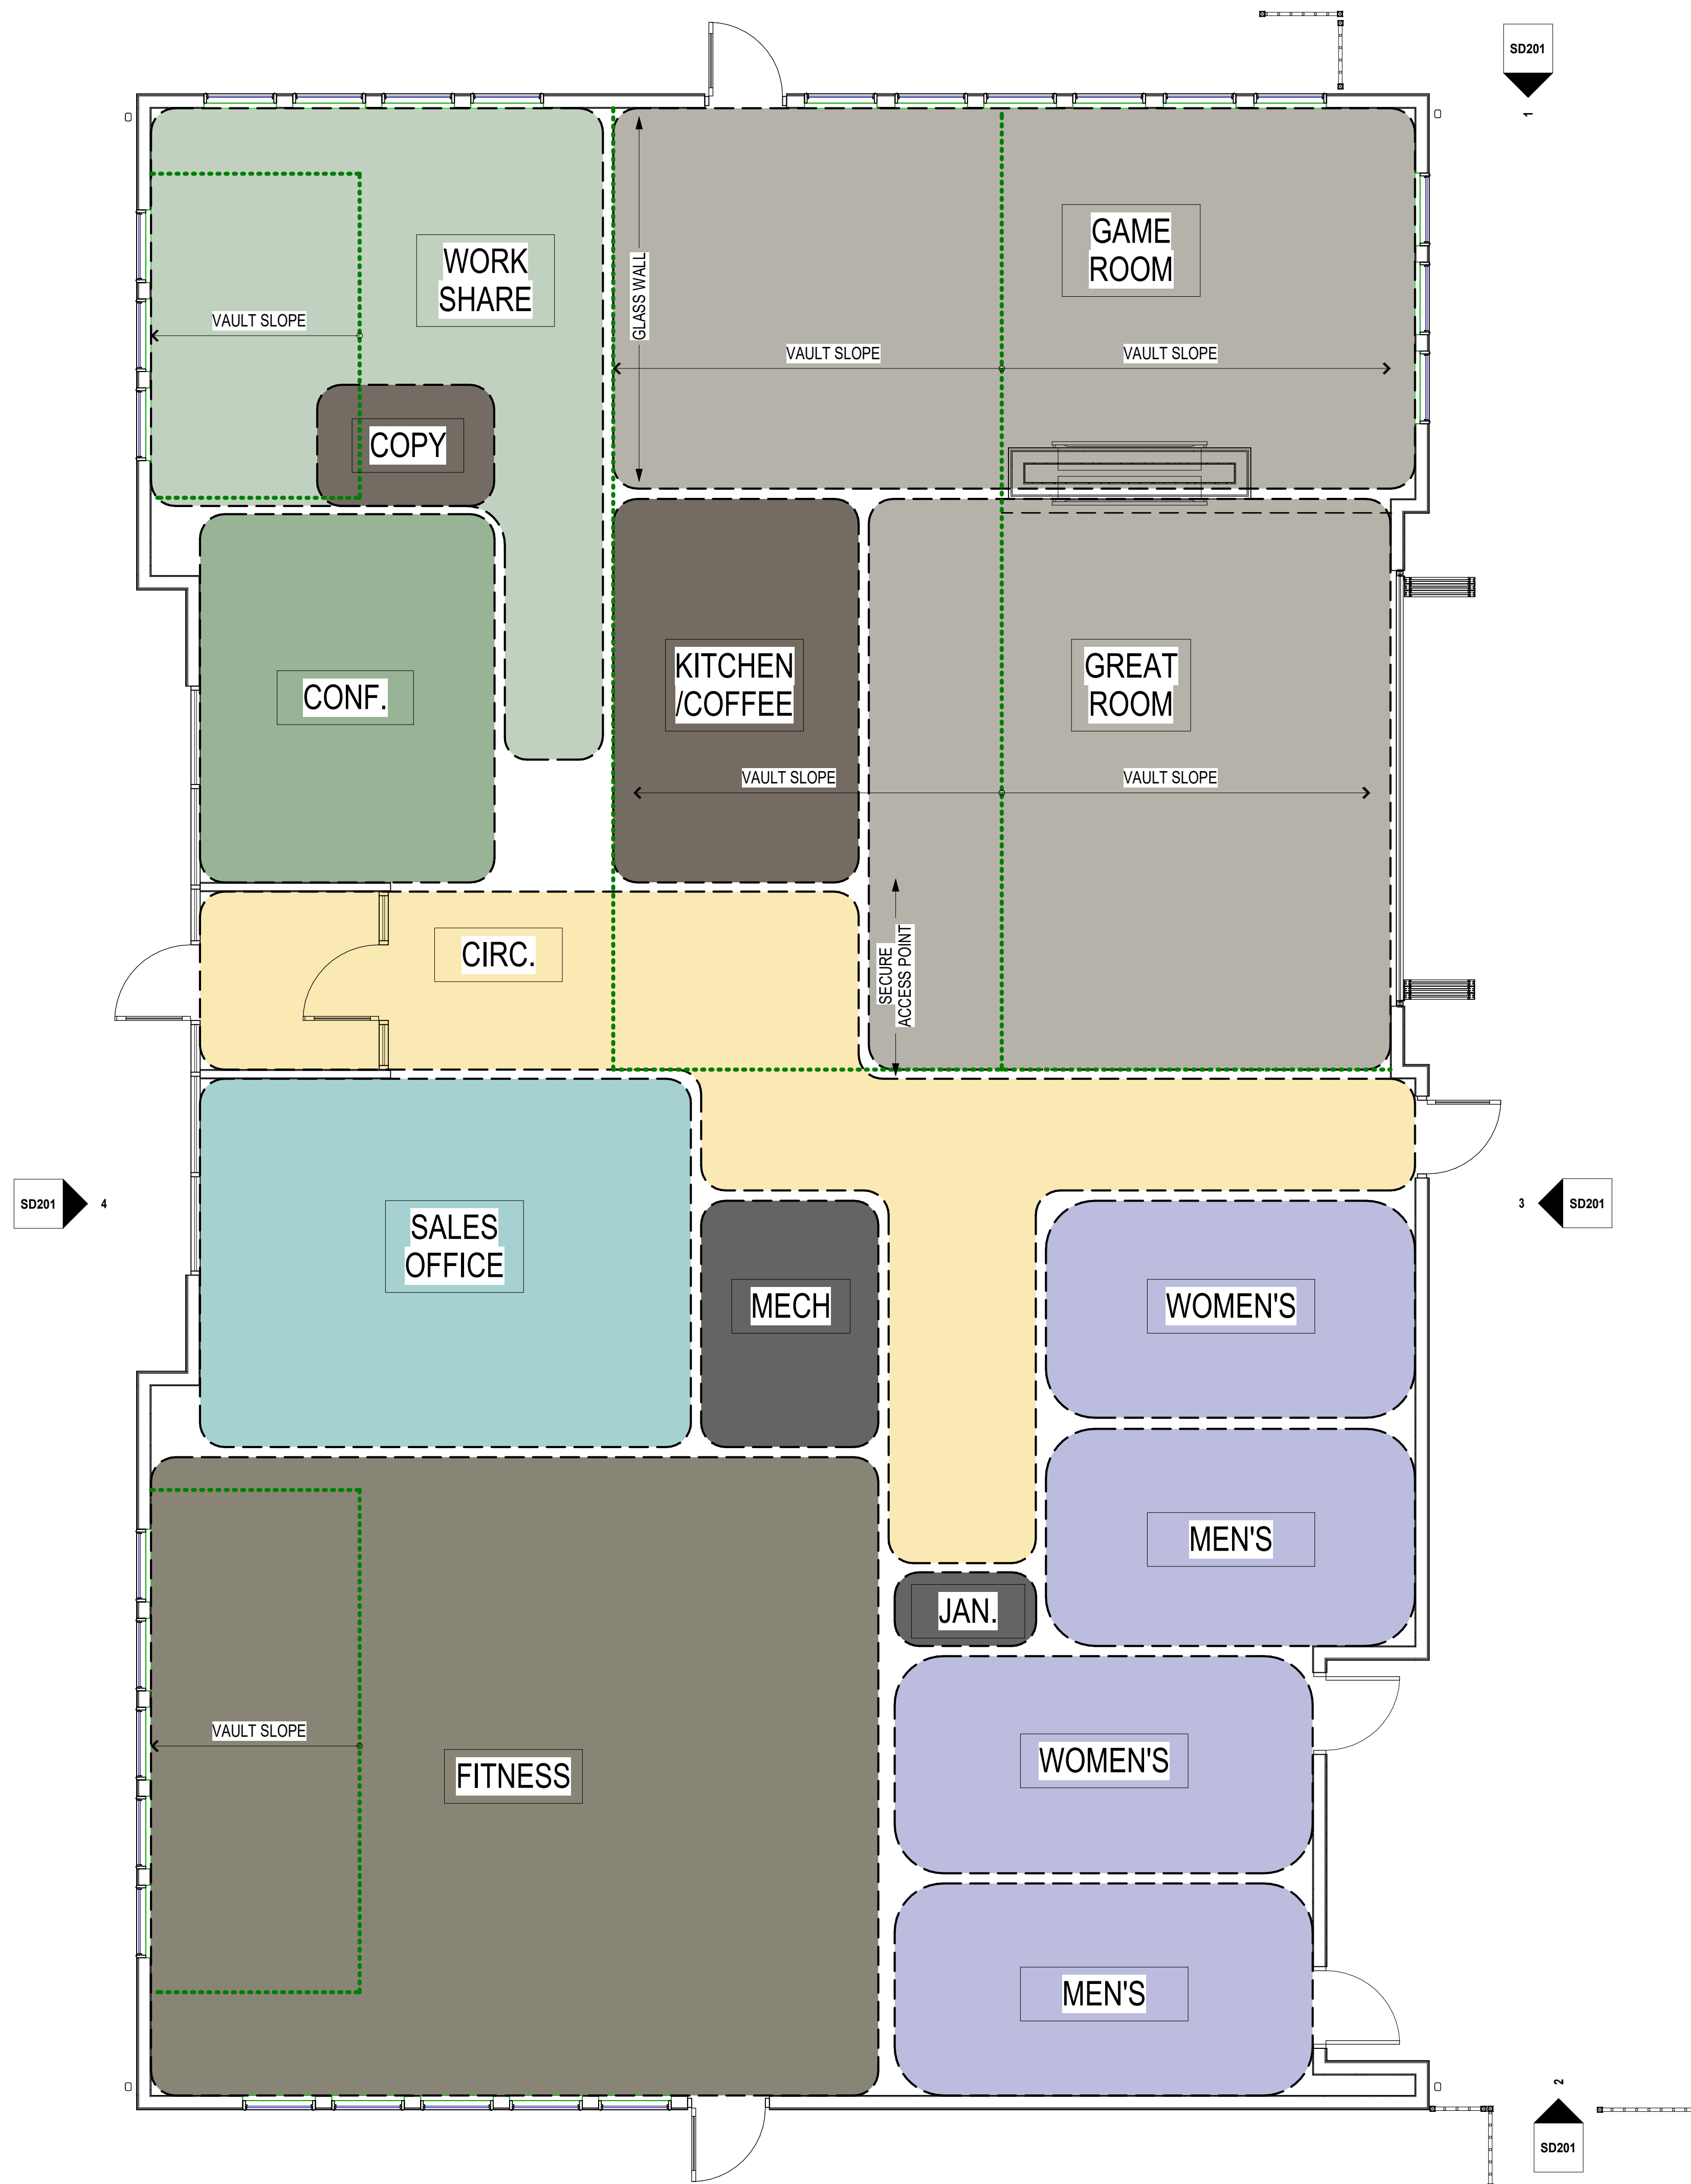 SD201
1
WORK
SHARE
GAME
ROOM
GLASS WALL
VAULT SLOPE
VAULT SLOPE
VAULT SLOPE
COPY
CONF.
KITCHEN
/COFFEE
GREAT
ROOM
VAULT SLOPE
VAULT SLOPE
CIRC.
SECURE
ACCESS POINT
SD201
4
3
SD201
SALES
OFFICE
MECH
WOMEN'S
MEN'S
JAN.
VAULT SLOPE
FITNESS
WOMEN'S
MEN'S
2
SD201